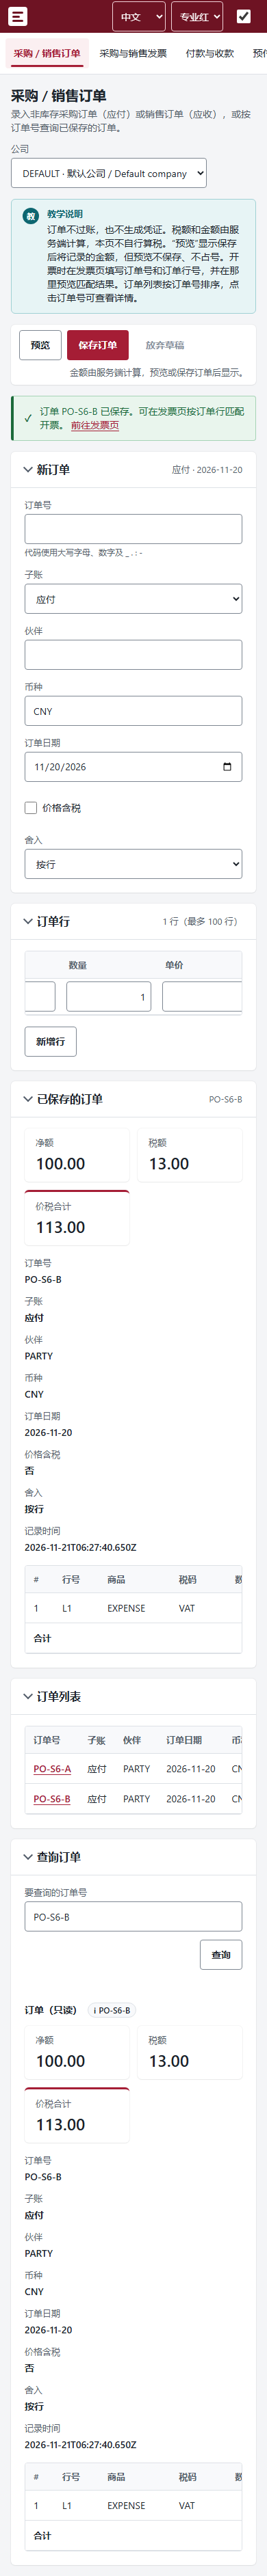 中文
专业红
采购 / 销售订单
采购与销售发票
付款与收款
预付
采购 / 销售订单
录入非库存采购订单（应付）或销售订单（应收），或按
订单号查询已保存的订单。
公司
DEFAULT · 默认公司 / Default company
教
教学说明
订单不过账，也不生成凭证。税额和金额由服
务端计算，本页不自行算税。“预览”显示保存
后将记录的金额，但预览不保存、不占号。开
票时在发票页填写订单号和订单行号，并在那
里预览匹配结果。订单列表按订单号排序，点
击订单号可查看详情。
预览
保存订单
放弃草稿
金额由服务端计算，预览或保存订单后显示。
✓ 订单 PO-S6-B 已保存。可在发票页按订单行匹配
开票。 前往发票页
新订单
应付 · 2026-11-20
订单号
代码使用大写字母、数字及 _ . : -
子账
应付
伙伴
币种
CNY
订单日期
11/20/2026
价格含税
舍入
按行
订单行
1 行（最多 100 行）
数量
单价
1
新增行
已保存的订单
PO-S6-B
净额
100.00
税额
13.00
价税合计
113.00
订单号
PO-S6-B
子账
应付
伙伴
PARTY
币种
CNY
订单日期
2026-11-20
价格含税
否
舍入
按行
记录时间
2026-11-21T06:27:40.650Z
# 行号 商品 税码
1 L1 EXPENSE VAT
合计
订单列表
订单号 子账 伙伴 订单日期 币
PO-S6-A 应付 PARTY 2026-11-20 CN
PO-S6-B 应付 PARTY 2026-11-20 CN
查询订单
要查询的订单号
PO-S6-B
查询
订单（只读） i PO-S6-B
净额
100.00
税额
13.00
价税合计
113.00
订单号
PO-S6-B
子账
应付
伙伴
PARTY
币种
CNY
订单日期
2026-11-20
价格含税
否
舍入
按行
记录时间
2026-11-21T06:27:40.650Z
# 行号 商品 税码
1 L1 EXPENSE VAT
合计